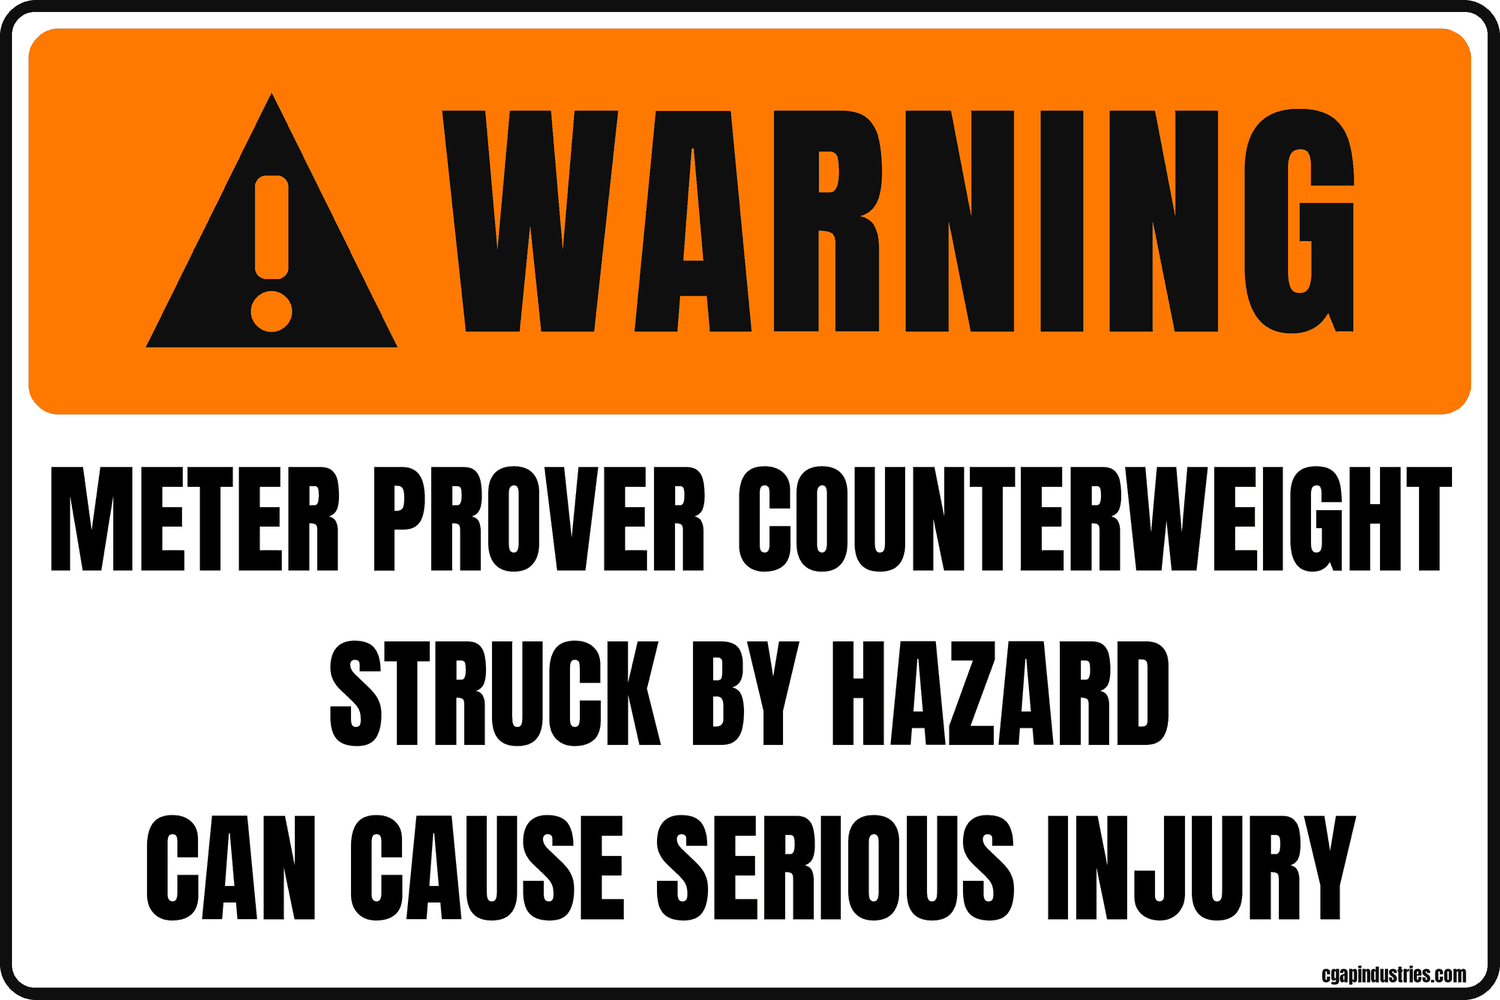 WARNING
METER PROVER COUNTERWEIGHT
STRUCK BY HAZARD
CAN CAUSE SERIOUS INJURY
cgapindustries.com